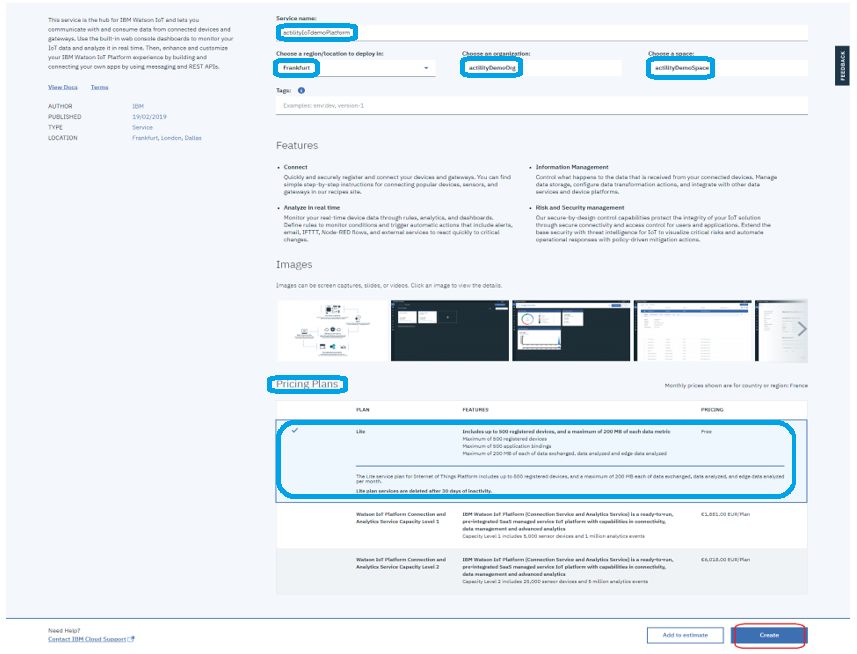 This service is the hub for IBM Watson IoT and lets you
communicate with and consume data from connected devices and
gateways. Use the built-in web console dashboards to monitor your
IoT data and analyze it in real time. Then, enhance and customize
your IBM Watson IoT Platform experience by building and
connecting your own apps by using messaging and REST APIs.
View Docs Terms
AUTHOR IBM
PUBLISHED 19/02/2019
TYPE Service
LOCATION Frankfurt, London, Dallas
Service name:
actilityIoTdemoPlatform
Choose a region/location to deploy in: Choose an organization: Choose a space:
Frankfurt actilityDemoOrg actilityDemoSpace
Tags:
Examples: env:dev, version-1
FEEDBACK
Features
Connect
Quickly and securely register and connect your devices and gateways. You can find
simple step-by-step instructions for connecting popular devices, sensors, and
gateways in our recipes site.
Analyze in real time
Monitor your real-time device data through rules, analytics, and dashboards.
Define rules to monitor conditions and trigger automatic actions that include alerts,
email, IFTTT, Node-RED flows, and external services to react quickly to critical
changes.
Information Management
Control what happens to the data that is received from your connected devices. Manage
data storage, configure data transformation actions, and integrate with other data
services and device platforms.
Risk and Security management
Our secure-by-design control capabilities protect the integrity of your IoT solution
through secure connectivity and access control for users and applications. Extend the
base security with threat intelligence for IoT to visualize critical risks and automate
operational responses with policy-driven mitigation actions.
Images
Images can be screen captures, slides, or videos. Click an image to view the details.
Pricing Plans
Monthly prices shown are for country or region: France
PLAN FEATURES PRICING
Lite Includes up to 500 registered devices, and a maximum of 200 MB of each data metric Free
Maximum of 500 registered devices
Maximum of 500 application bindings
Maximum of 200 MB of each of data exchanged, data analyzed and edge data analyzed
The Lite service plan for Internet of Things Platform includes up to 500 registered devices, and a maximum of 200 MB each of data exchanged, data analyzed, and edge data analyzed
per month.
Lite plan services are deleted after 30 days of inactivity.
Watson IoT Platform Connection and IBM Watson IoT Platform (Connection Service and Analytics Service) is a ready-to-run, €1,851.00 EUR/Plan
Analytics Service Capacity Level 1 pre-integrated SaaS managed service IoT platform with capabilities in connectivity,
data management and advanced analytics
Capacity Level 1 includes 5,000 sensor devices and 1 million analytics events
Watson IoT Platform Connection and IBM Watson IoT Platform (Connection Service and Analytics Service) is a ready-to-run, €6,018.00 EUR/Plan
Analytics Service Capacity Level 2 pre-integrated SaaS managed service IoT platform with capabilities in connectivity,
data management and advanced analytics
Capacity Level 2 includes 25,000 sensor devices and 5 million analytics events
Need Help?
Contact IBM Cloud Support
Add to estimate Create